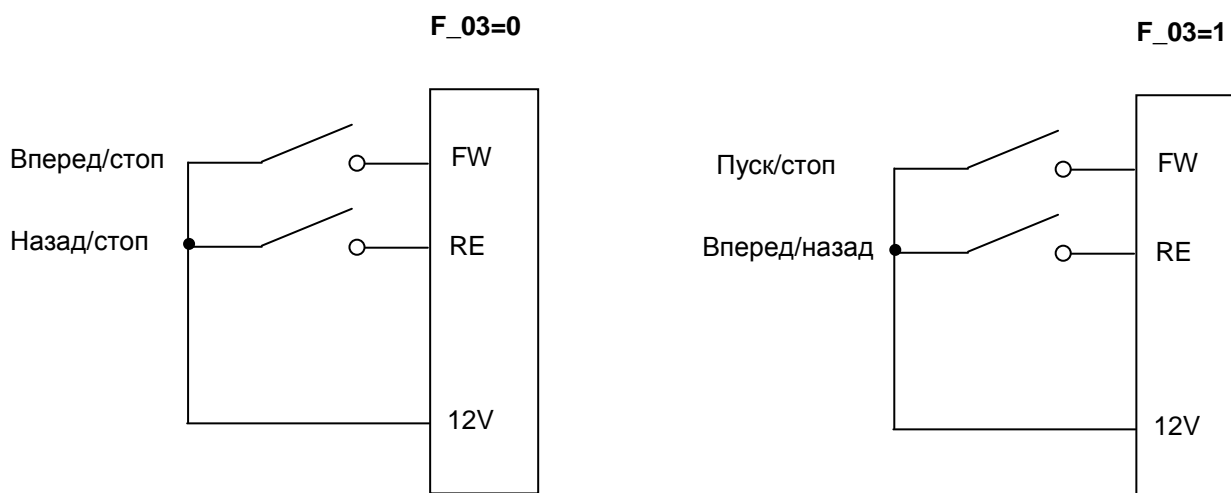 F_03=0
Вперед/стоп
FW
Назад/стоп
RE
12V
F_03=1
Пуск/стоп
FW
Вперед/назад
RE
12V